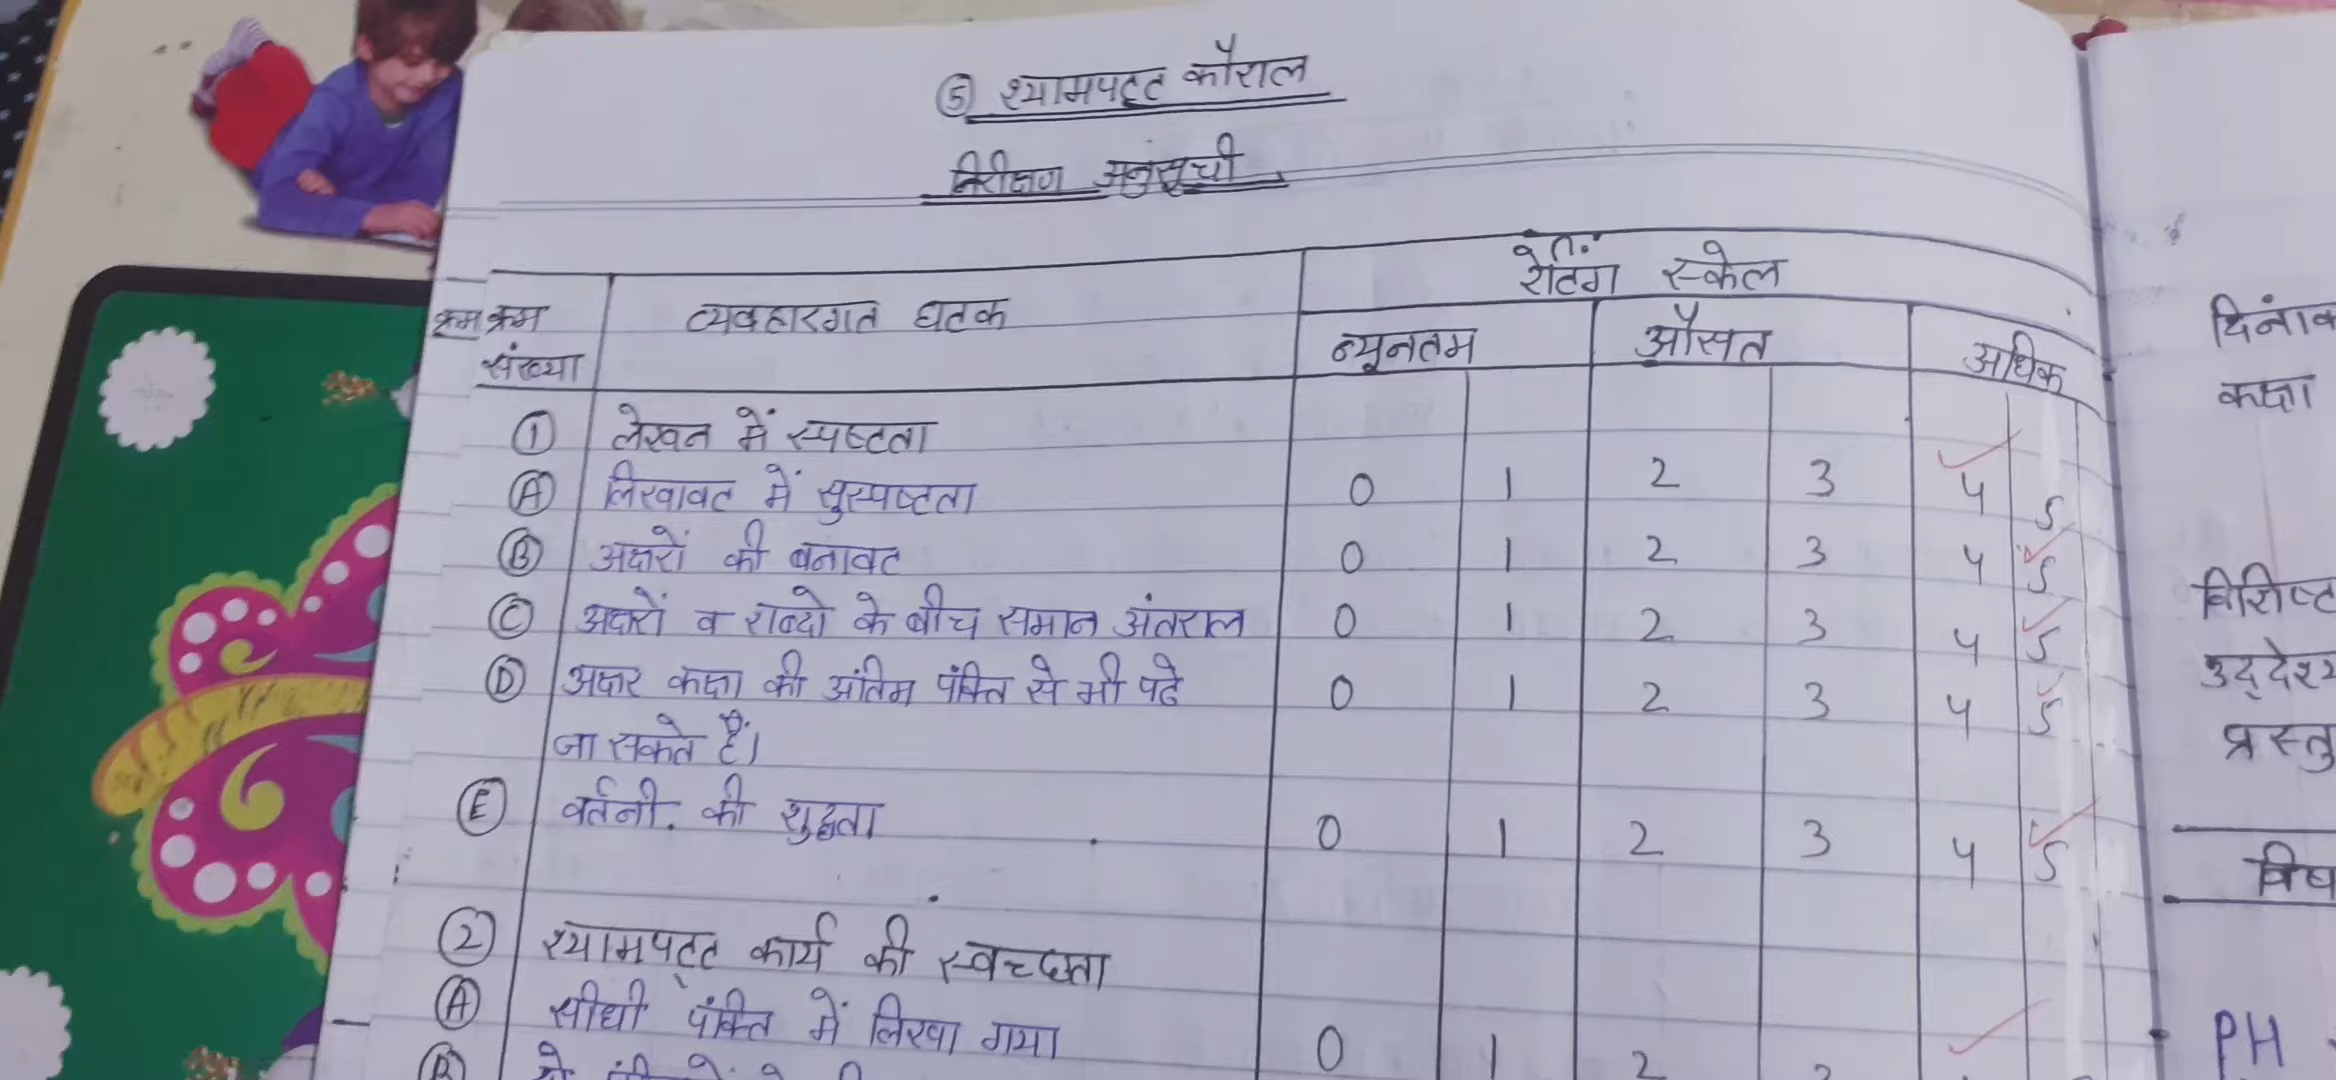 ⑤ श्यामपट्ट कौशल
निरीक्षण अनुसूची
क्रम क्रम व्यवहारगत घटक रेटिंग स्केल
संख्या न्यूनतम औसत अधिक
① लेखन में स्पष्टता
Ⓐ लिखावट में सुस्पष्टता 0 1 2 3 4 5
Ⓑ अक्षरों की बनावट 0 1 2 3 4 5
Ⓒ अक्षरों व शब्दो के बीच समान अंतराल 0 1 2 3 4 5
Ⓓ अक्षर कक्षा की अंतिम पंक्ति से भी पढे 0 1 2 3 4 5
जा सकते हैं।
Ⓔ वर्तनी की शुद्धता 0 1 2 3 4 5
② श्यामपट्ट कार्य की स्वच्छता
Ⓐ सीधी पंक्ति में लिखा गया 0 1 2
Ⓑ
दिनांक
कक्षा
विशिष्ट
उद्देश्य
प्रस्तु
विष
PH